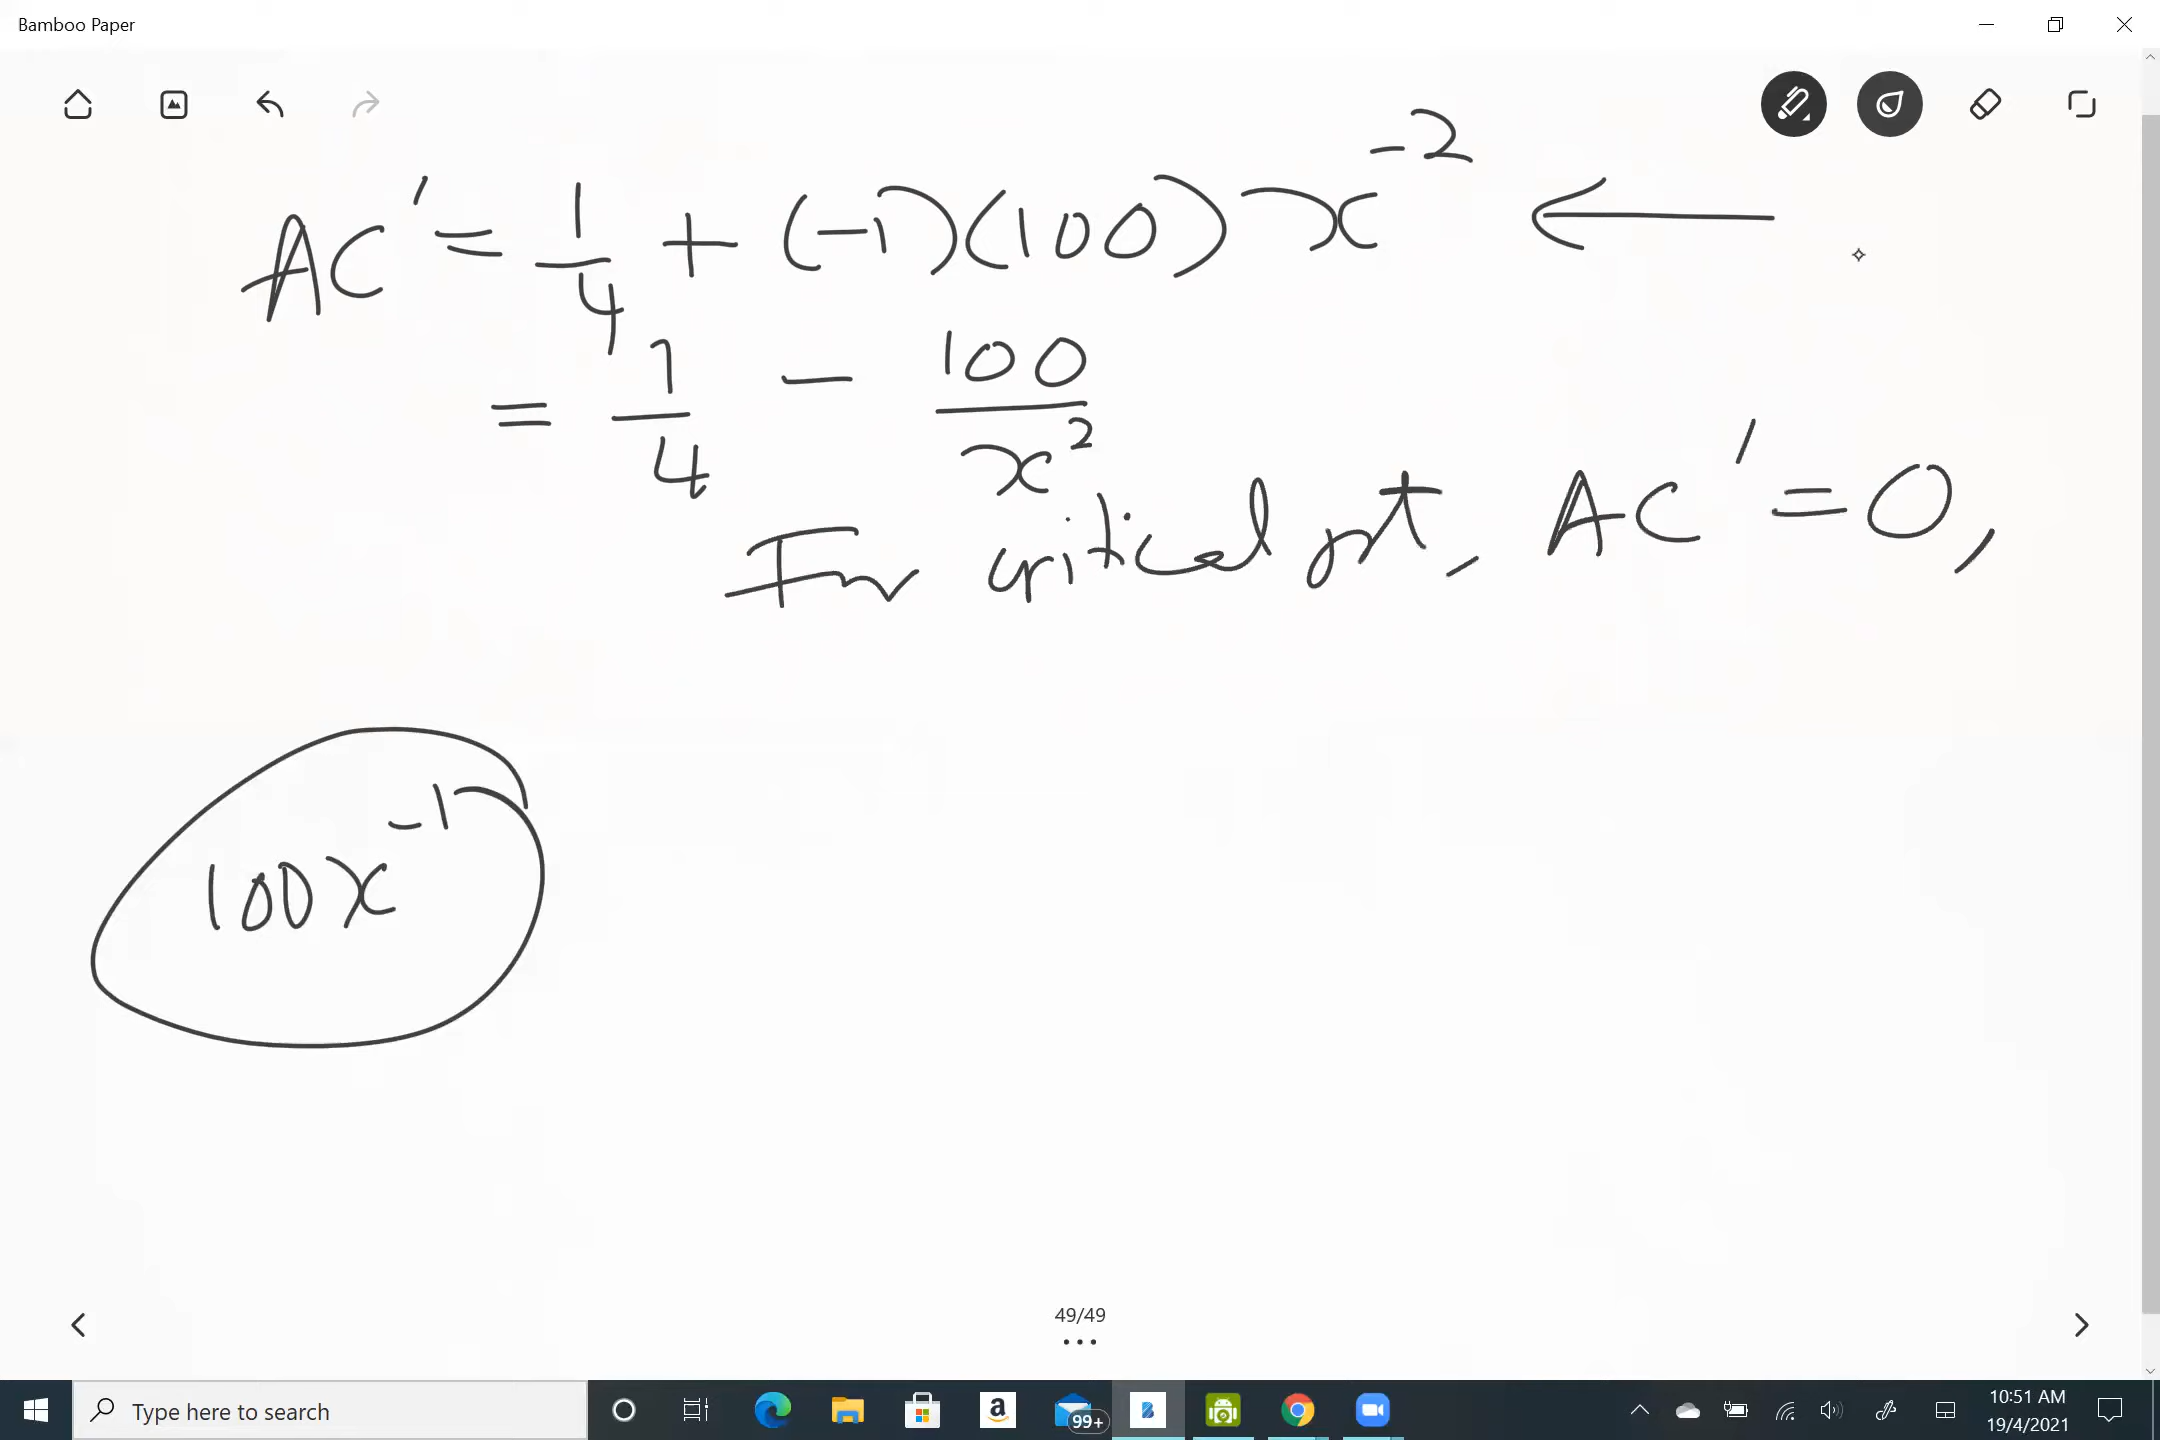 Bamboo Paper
AC' = 1/4 + (-1)(100)x^-2 ←
= 1/4 - 100/x^2
For critical pt, AC' = 0,
100x^-1
49/49
Type here to search
99+
10:51 AM
19/4/2021